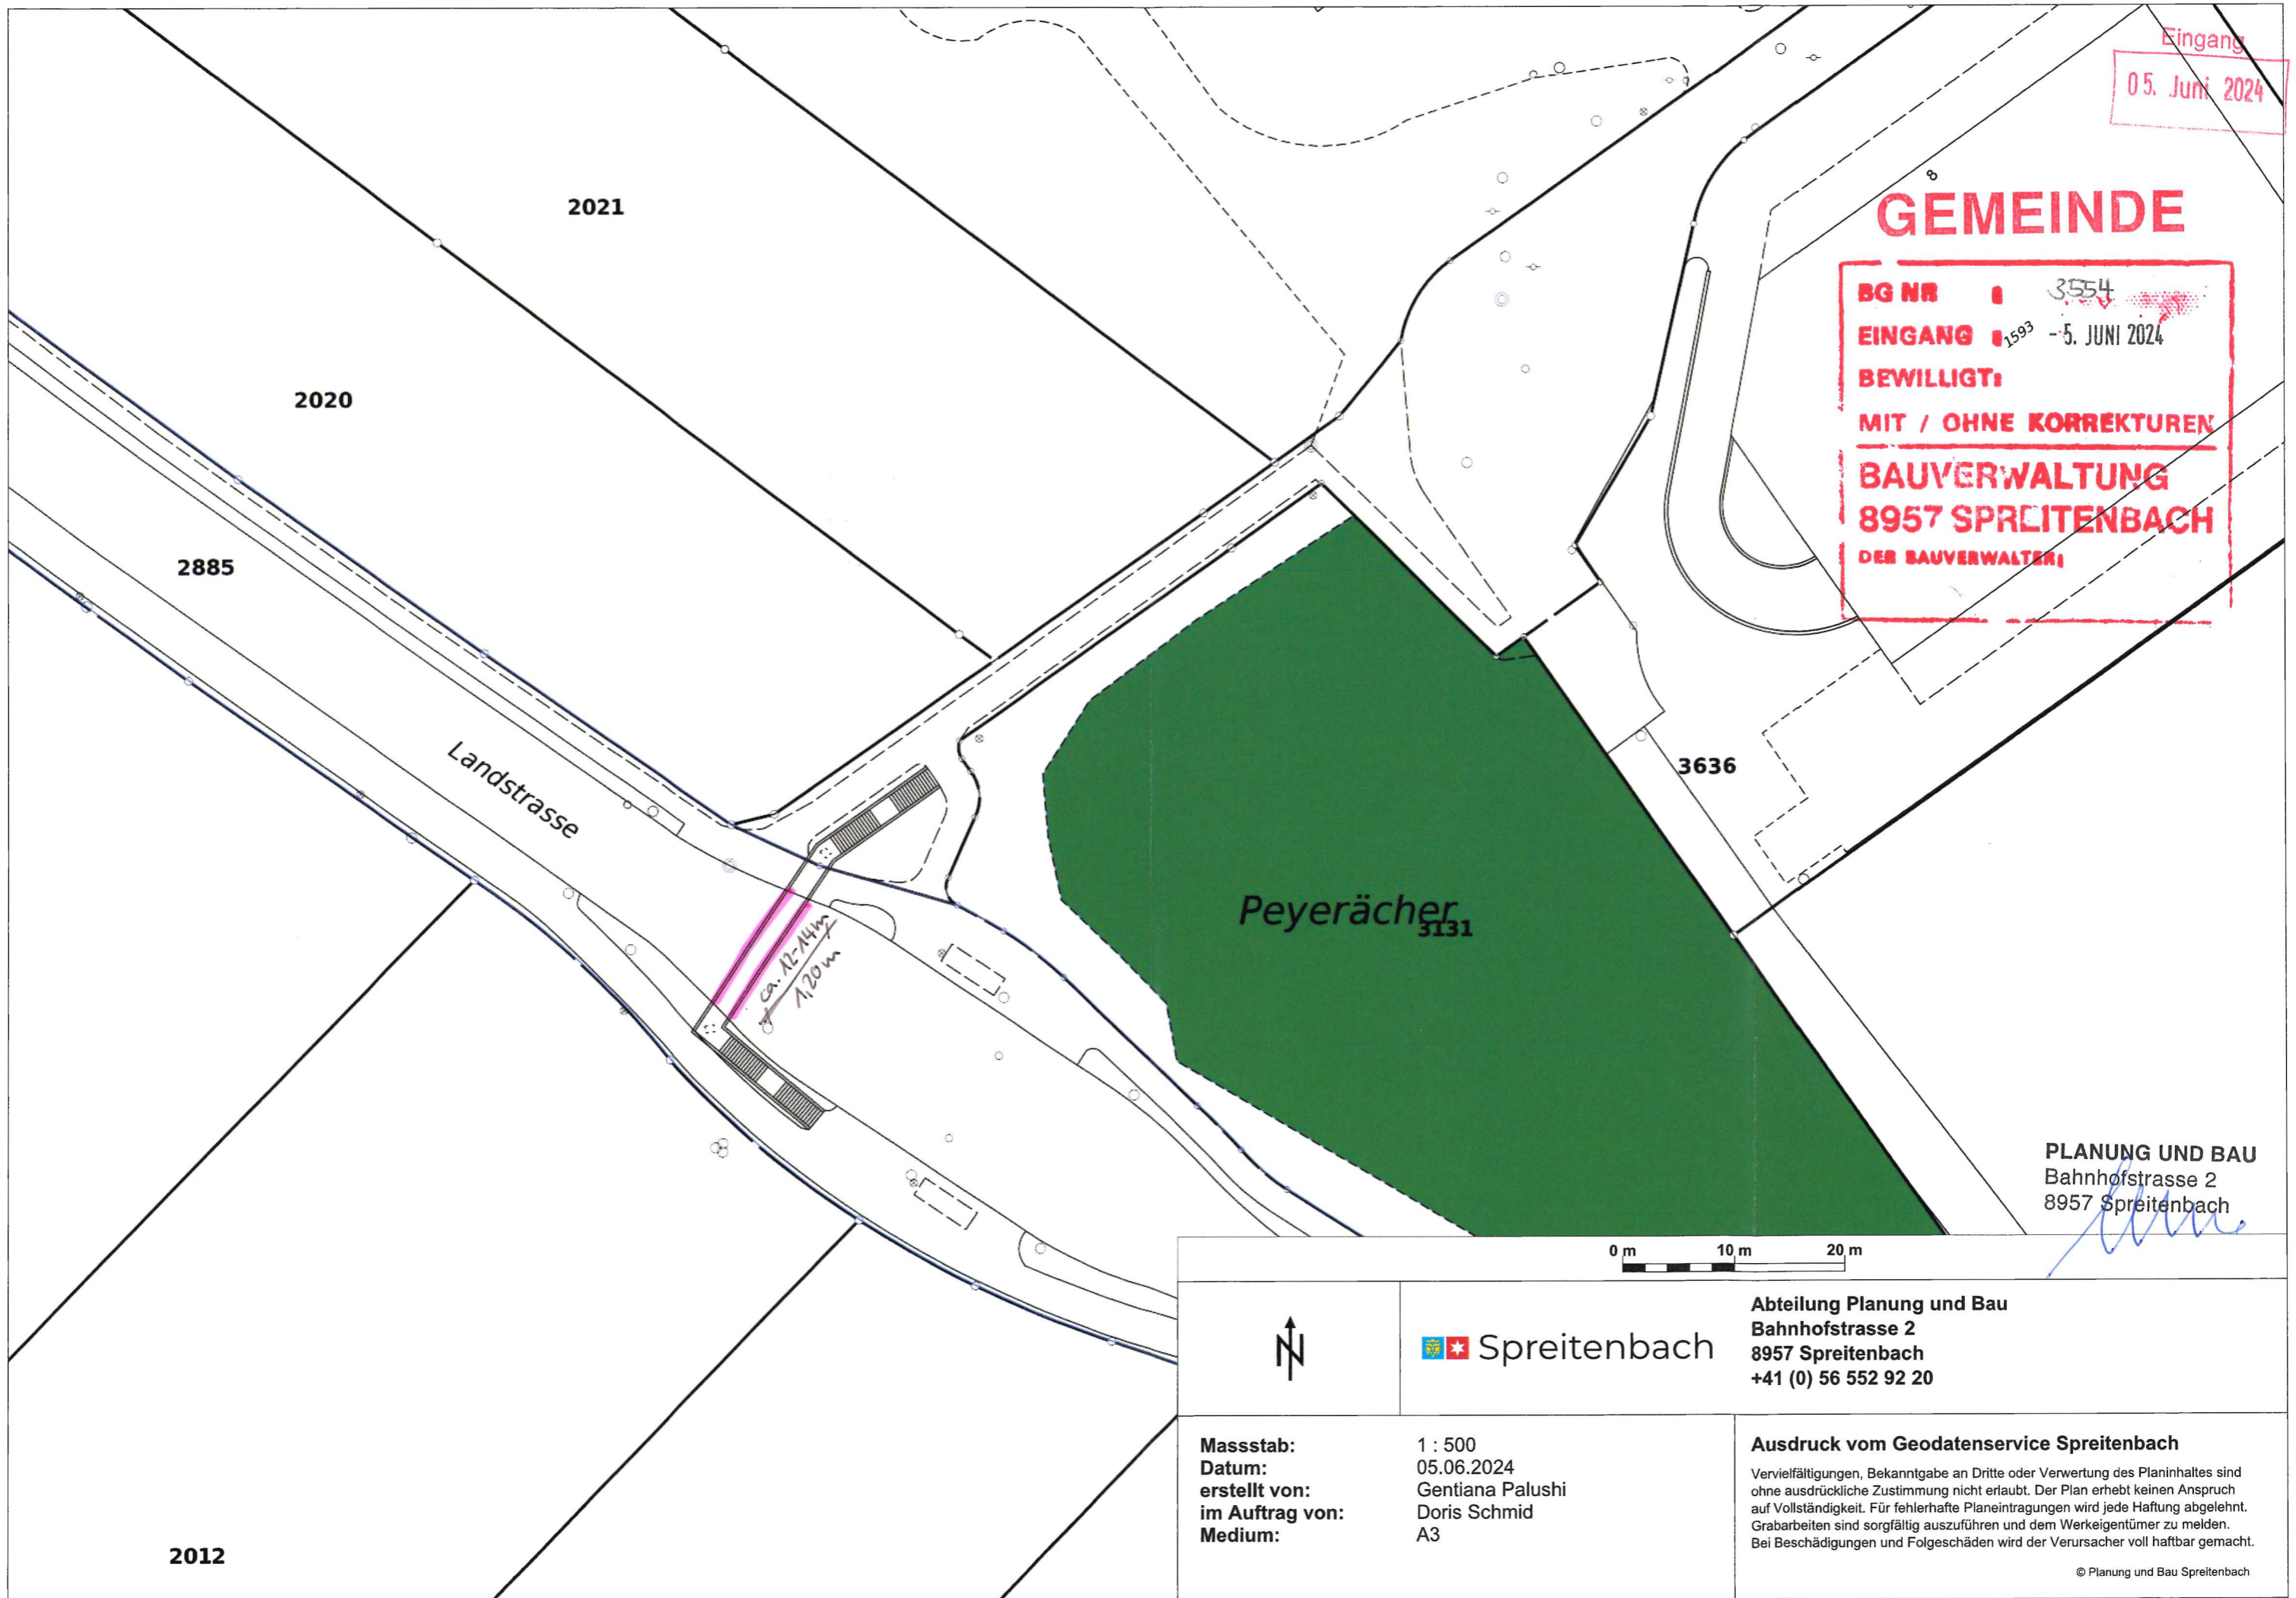 Eingang
05. Juni 2024
8
GEMEINDE
BG NR : 3554
EINGANG : - 5. JUNI 2024
1593
BEWILLIGT:
MIT / OHNE KORREKTUREN
BAUVERWALTUNG
8957 SPREITENBACH
DER BAUVERWALTER:
2021
2020
2885
Landstrasse
3636
Peyerächer
3131
ca. 12-14m
1,20m
2012
PLANUNG UND BAU
Bahnhofstrasse 2
8957 Spreitenbach
0 m 10 m 20 m
N
Spreitenbach
Abteilung Planung und Bau
Bahnhofstrasse 2
8957 Spreitenbach
+41 (0) 56 552 92 20
Massstab: 1 : 500
Datum: 05.06.2024
erstellt von: Gentiana Palushi
im Auftrag von: Doris Schmid
Medium: A3
Ausdruck vom Geodatenservice Spreitenbach
Vervielfältigungen, Bekanntgabe an Dritte oder Verwertung des Planinhaltes sind
ohne ausdrückliche Zustimmung nicht erlaubt. Der Plan erhebt keinen Anspruch
auf Vollständigkeit. Für fehlerhafte Planeintragungen wird jede Haftung abgelehnt.
Grabarbeiten sind sorgfältig auszuführen und dem Werkeigentümer zu melden.
Bei Beschädigungen und Folgeschäden wird der Verursacher voll haftbar gemacht.
© Planung und Bau Spreitenbach